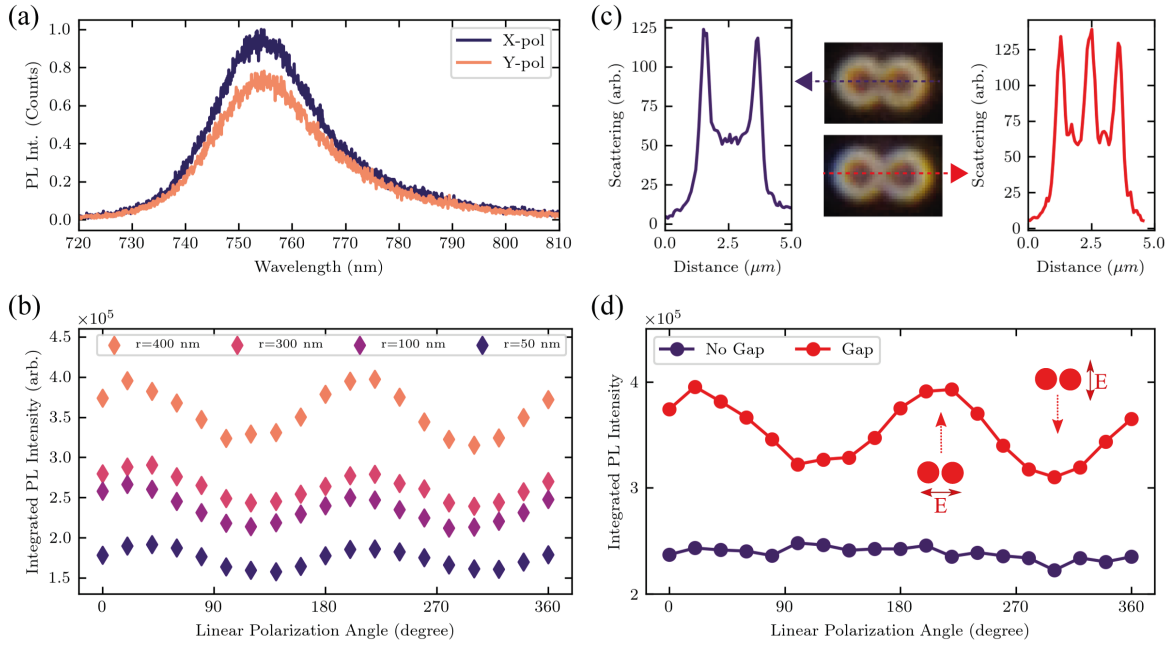 (a)
1.0
0.8
0.6
0.4
0.2
0.0
PL Int. (Counts)
X-pol
Y-pol
720 730 740 750 760 770 780 790 800 810
Wavelength (nm)
(c)
125
100
75
50
25
0
Scattering (arb.)
0.0 2.5 5.0
Distance (μm)
125
100
75
50
25
0
Scattering (arb.)
0.0 2.5 5.0
Distance (μm)
(b)
×10⁵
4.5
4.0
3.5
3.0
2.5
2.0
1.5
Integrated PL Intensity (arb.)
r=400 nm r=300 nm r=100 nm r=50 nm
0 90 180 270 360
Linear Polarization Angle (degree)
(d)
×10⁵
4
3
2
Integrated PL Intensity
No Gap Gap
E
E
0 90 180 270 360
Linear Polarization Angle (degree)